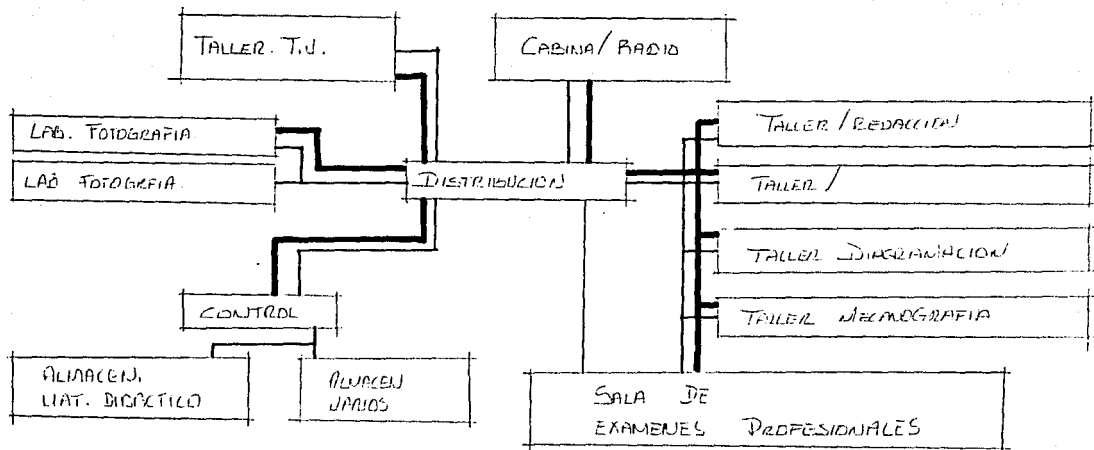 TALLER. T.V.
CABINA/RADIO
LAB. FOTOGRAFIA
LAB FOTOGRFIA.
DISTRIBUCION
TALLER/REDACCION
TALLER/
TALLER DIAGRAMACION
TALLER MECANOGRAFIA
CONTROL
ALMACEN.
MAT. DIDACTICO
ALMACEN
VARIOS
SALA DE
EXAMENES PROFESIONALES